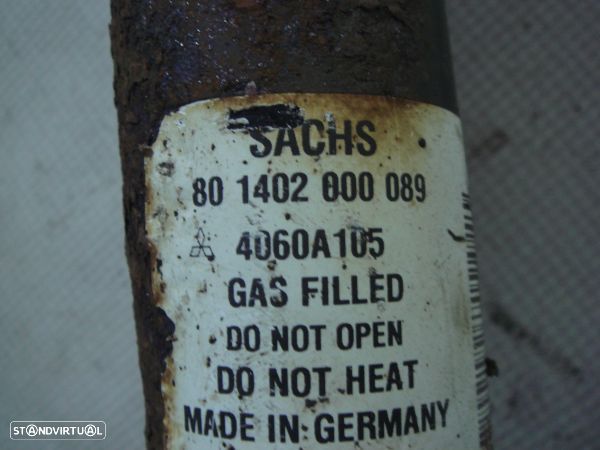 SACHS
80 1402 000 089
4060A105
GAS FILLED
DO NOT OPEN
DO NOT HEAT
MADE IN GERMANY
STANDVIRTUAL